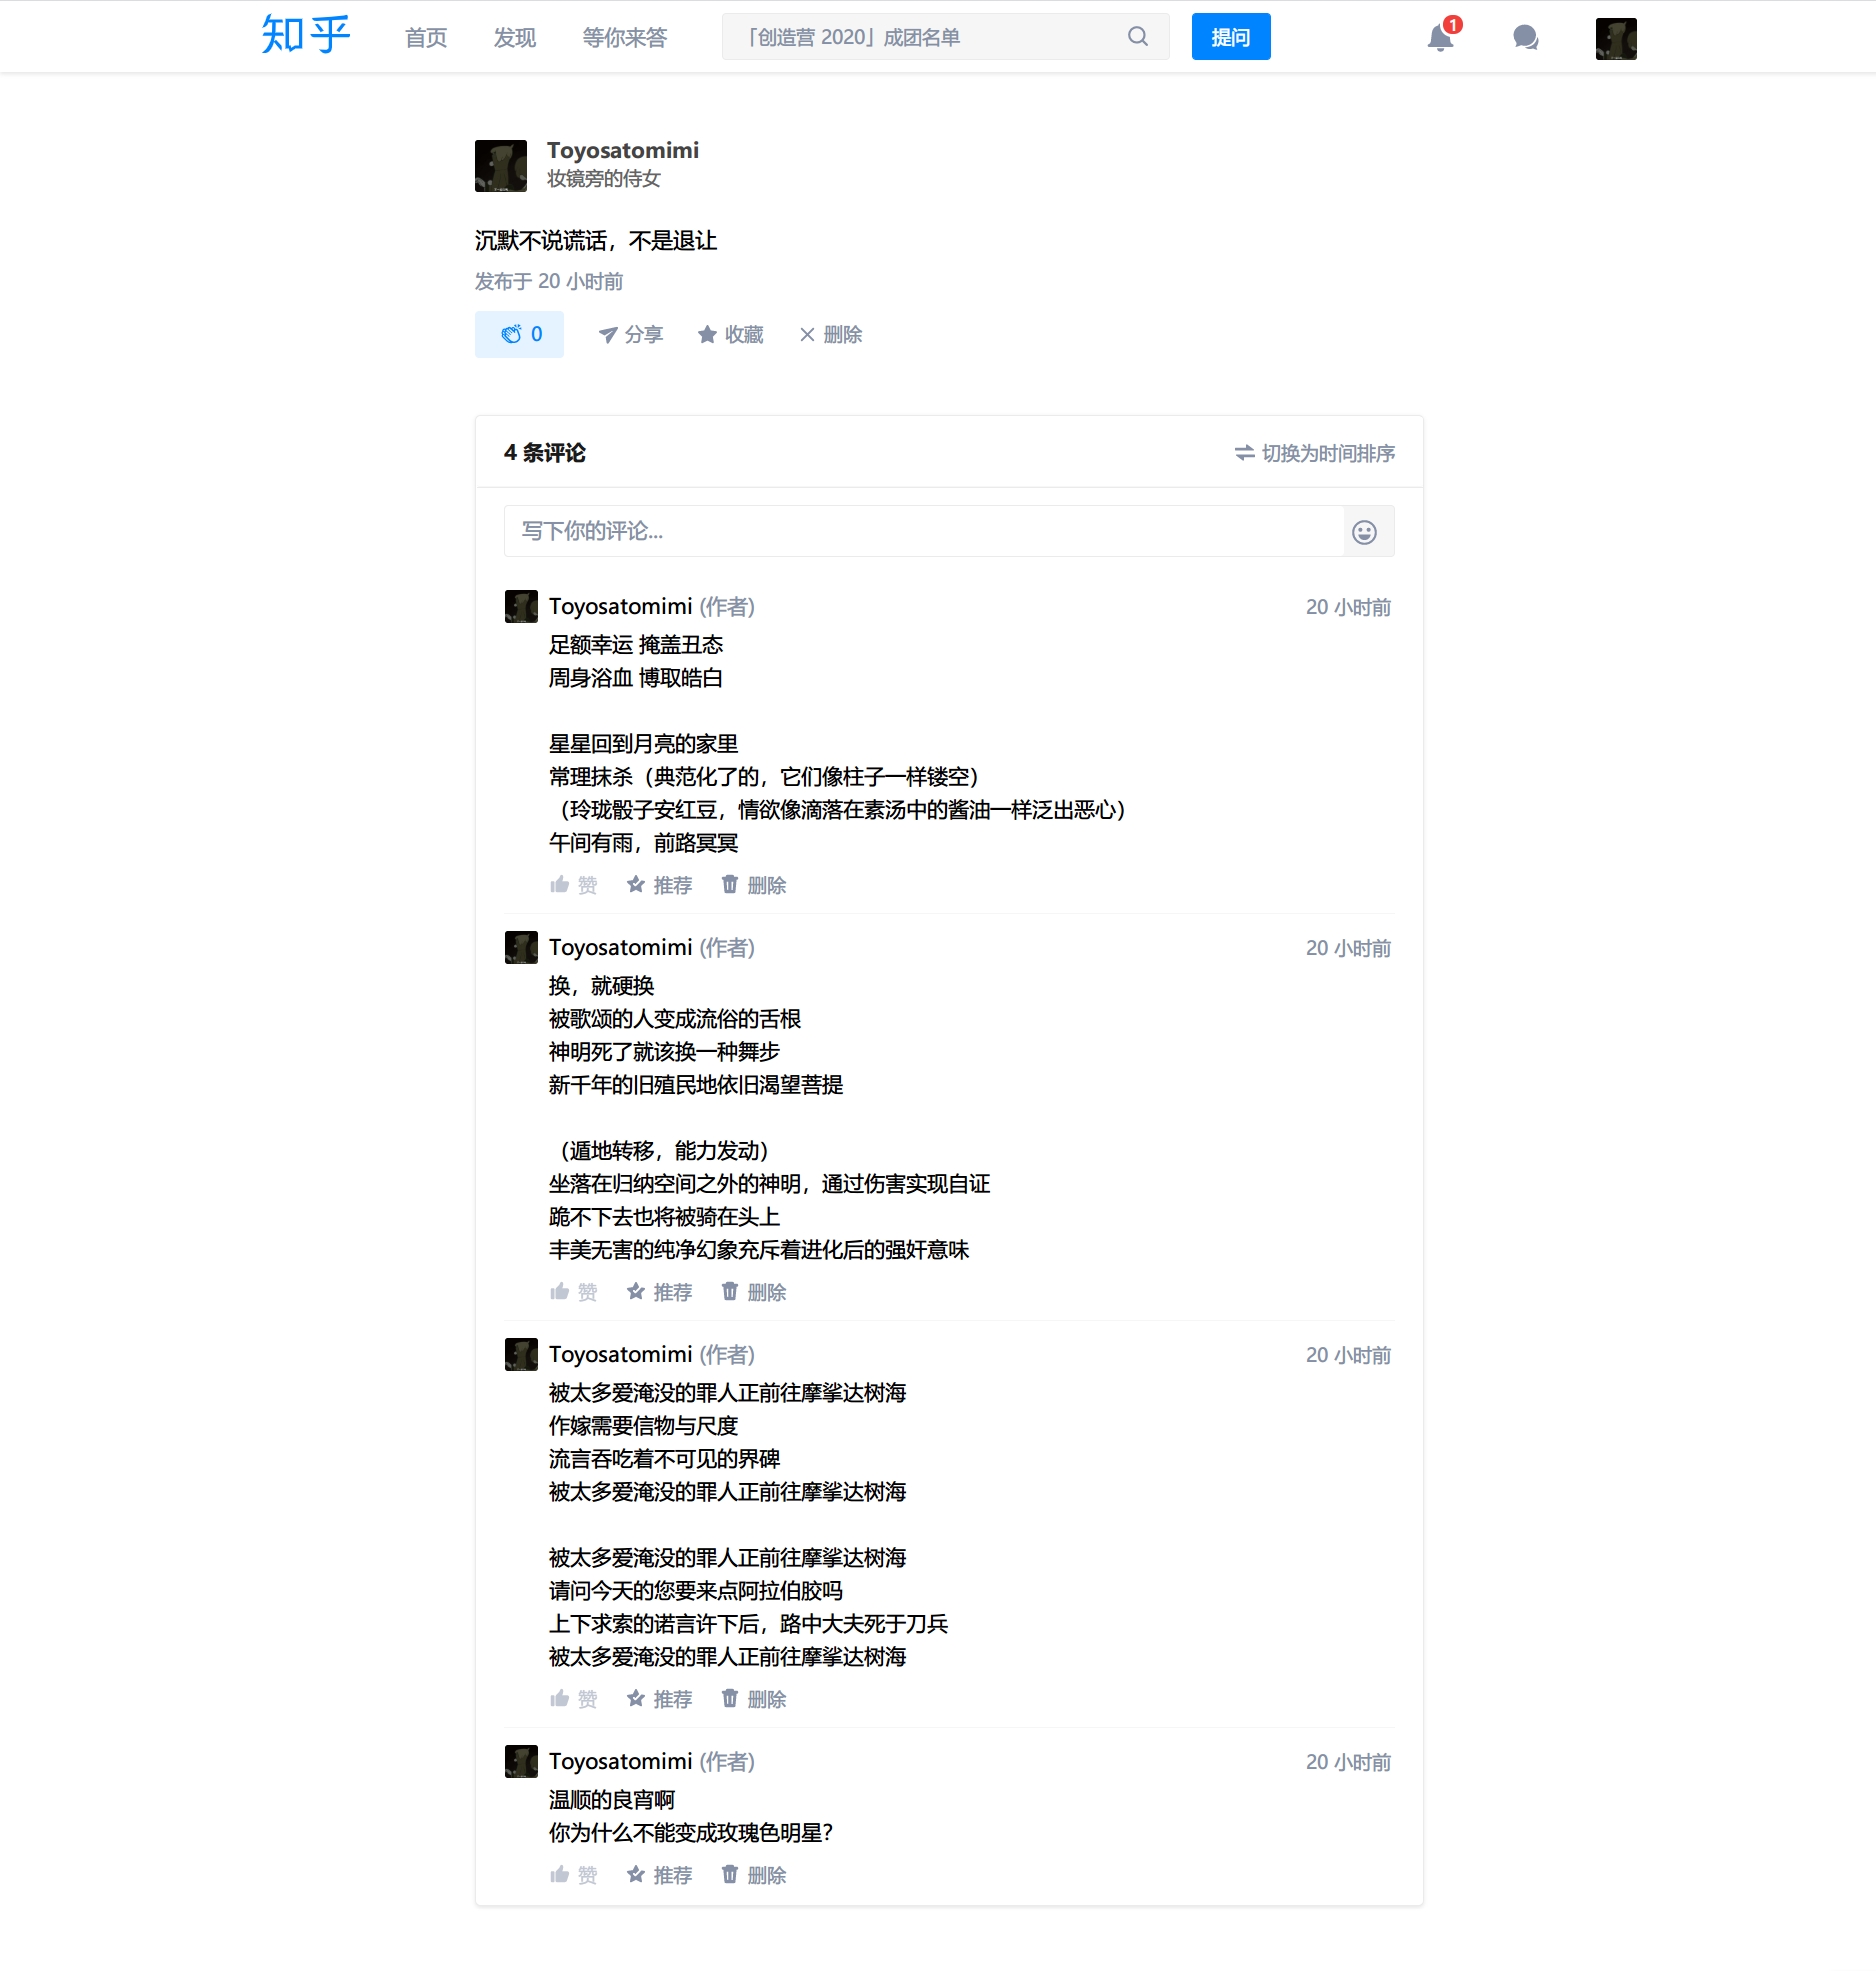 知乎
首页 发现 等你来答 「创造营 2020」成团名单 提问 1
Toyosatomimi
妆镜旁的侍女
沉默不说谎话，不是退让
发布于 20 小时前
0 分享 收藏 删除
4 条评论 切换为时间排序
写下你的评论...
Toyosatomimi (作者) 20 小时前
足额幸运 掩盖丑态
周身浴血 博取皓白
星星回到月亮的家里
常理抹杀（典范化了的，它们像柱子一样镂空）
（玲珑骰子安红豆，情欲像滴落在素汤中的酱油一样泛出恶心）
午间有雨，前路冥冥
赞 推荐 删除
Toyosatomimi (作者) 20 小时前
换，就硬换
被歌颂的人变成流俗的舌根
神明死了就该换一种舞步
新千年的旧殖民地依旧渴望菩提
（遁地转移，能力发动）
坐落在归纳空间之外的神明，通过伤害实现自证
跪不下去也将被骑在头上
丰美无害的纯净幻象充斥着进化后的强奸意味
赞 推荐 删除
Toyosatomimi (作者) 20 小时前
被太多爱淹没的罪人正前往摩挲达树海
作嫁需要信物与尺度
流言吞吃着不可见的界碑
被太多爱淹没的罪人正前往摩挲达树海
被太多爱淹没的罪人正前往摩挲达树海
请问今天的您要来点阿拉伯胶吗
上下求索的诺言许下后，路中大夫死于刀兵
被太多爱淹没的罪人正前往摩挲达树海
赞 推荐 删除
Toyosatomimi (作者) 20 小时前
温顺的良宵啊
你为什么不能变成玫瑰色明星？
赞 推荐 删除